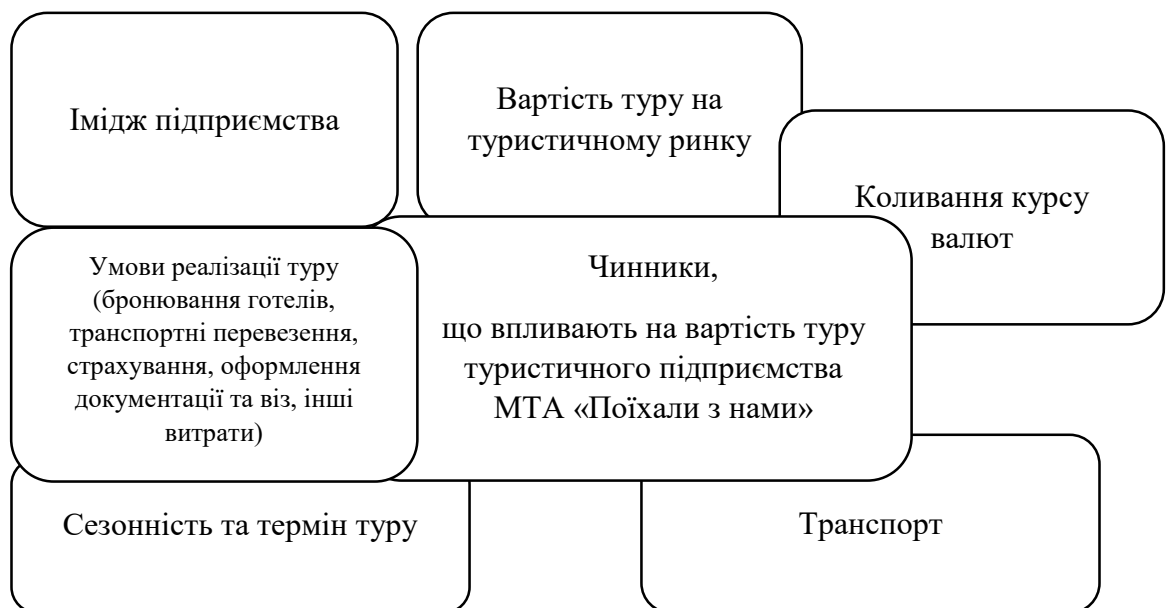 Імідж підприємства
Вартість туру на
туристичному ринку
Коливання курсу
валют
Умови реалізації туру
(бронювання готелів,
транспортні перевезення,
страхування, оформлення
документації та віз, інші
витрати)
Чинники,
що впливають на вартість туру
туристичного підприємства
МТА «Поїхали з нами»
Сезонність та термін туру
Транспорт